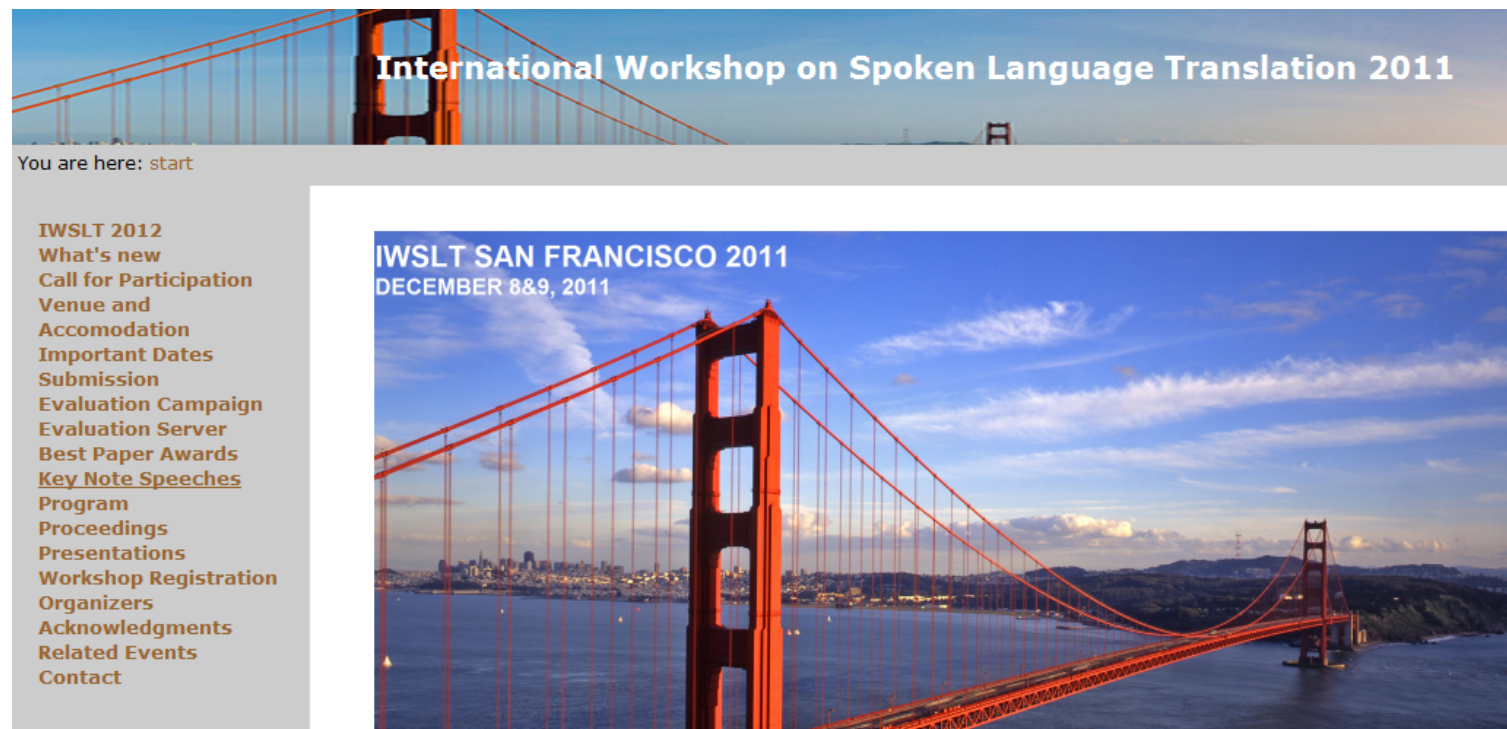 International Workshop on Spoken Language Translation 2011
You are here: start
IWSLT 2012
What's new
Call for Participation
Venue and
Accomodation
Important Dates
Submission
Evaluation Campaign
Evaluation Server
Best Paper Awards
Key Note Speeches
Program
Proceedings
Presentations
Workshop Registration
Organizers
Acknowledgments
Related Events
Contact
IWSLT SAN FRANCISCO 2011
DECEMBER 8&9, 2011